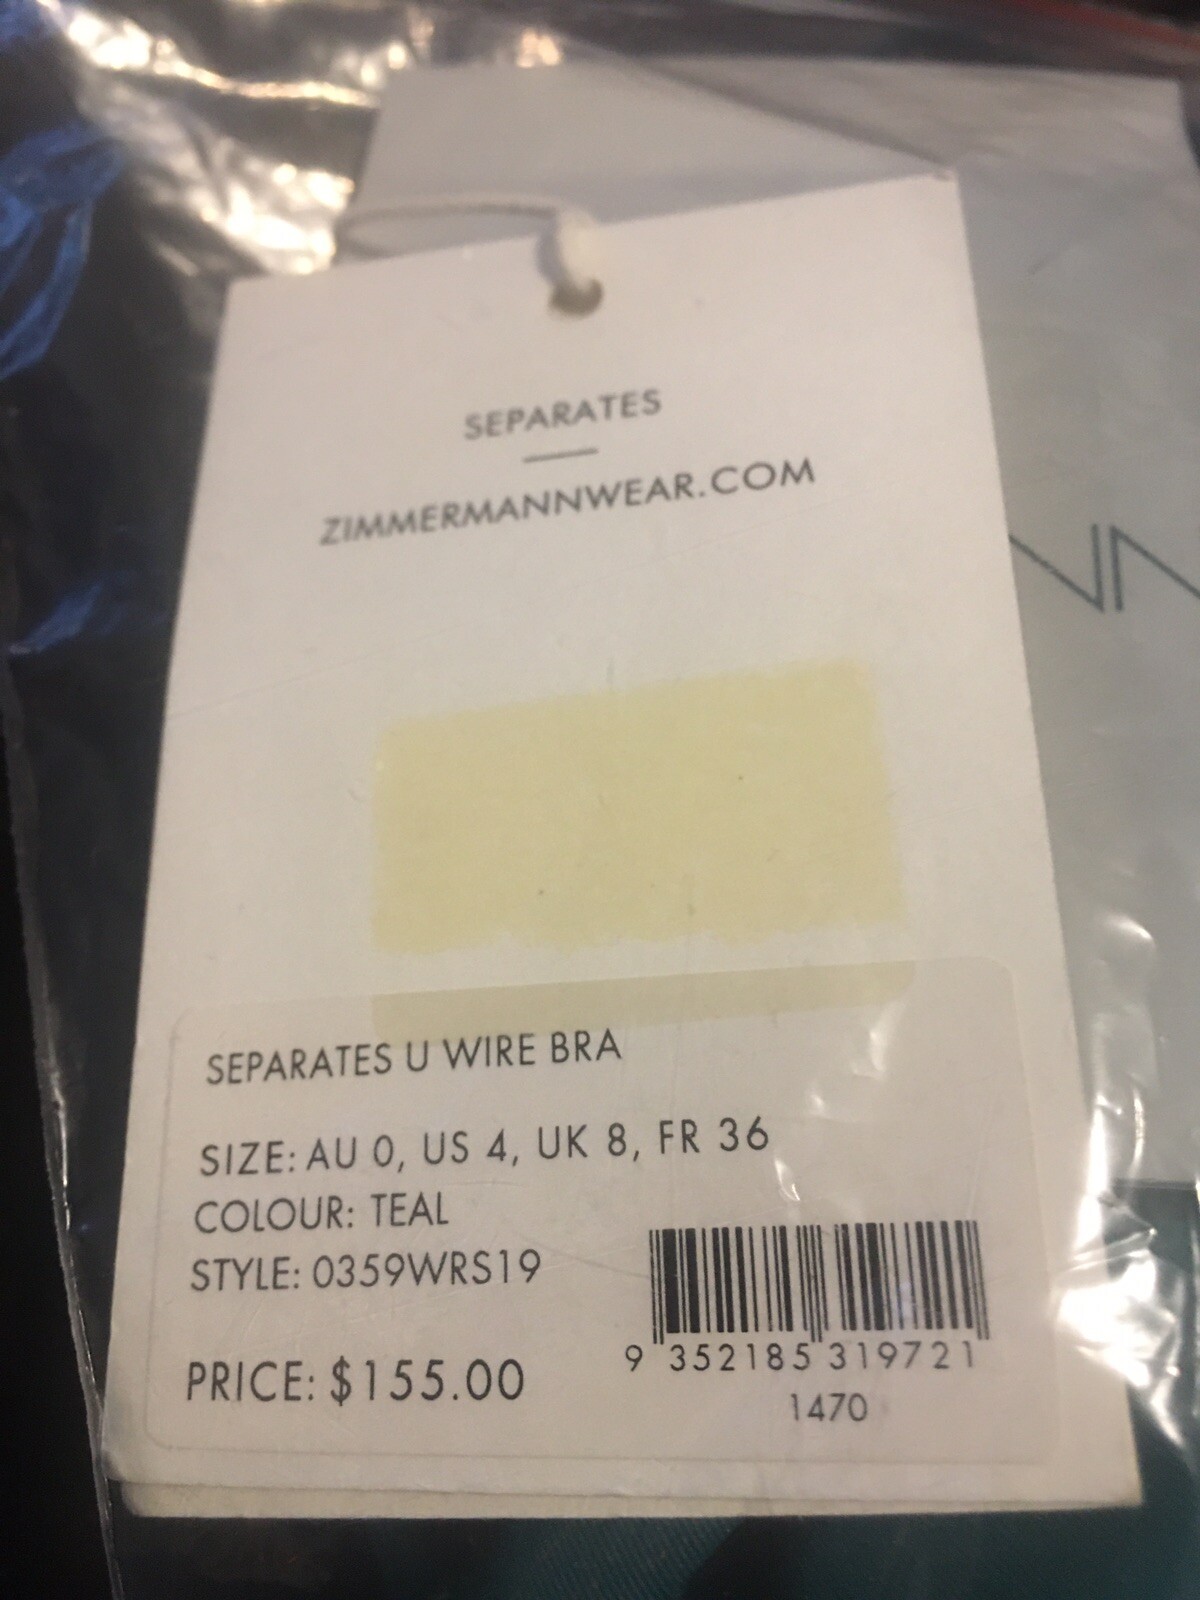 SEPARATES
ZIMMERMANNWEAR.COM
SEPARATES U WIRE BRA
SIZE: AU 0, US 4, UK 8, FR 36
COLOUR: TEAL
STYLE: 0359WRS19
PRICE: $155.00
9 352185 319721
1470